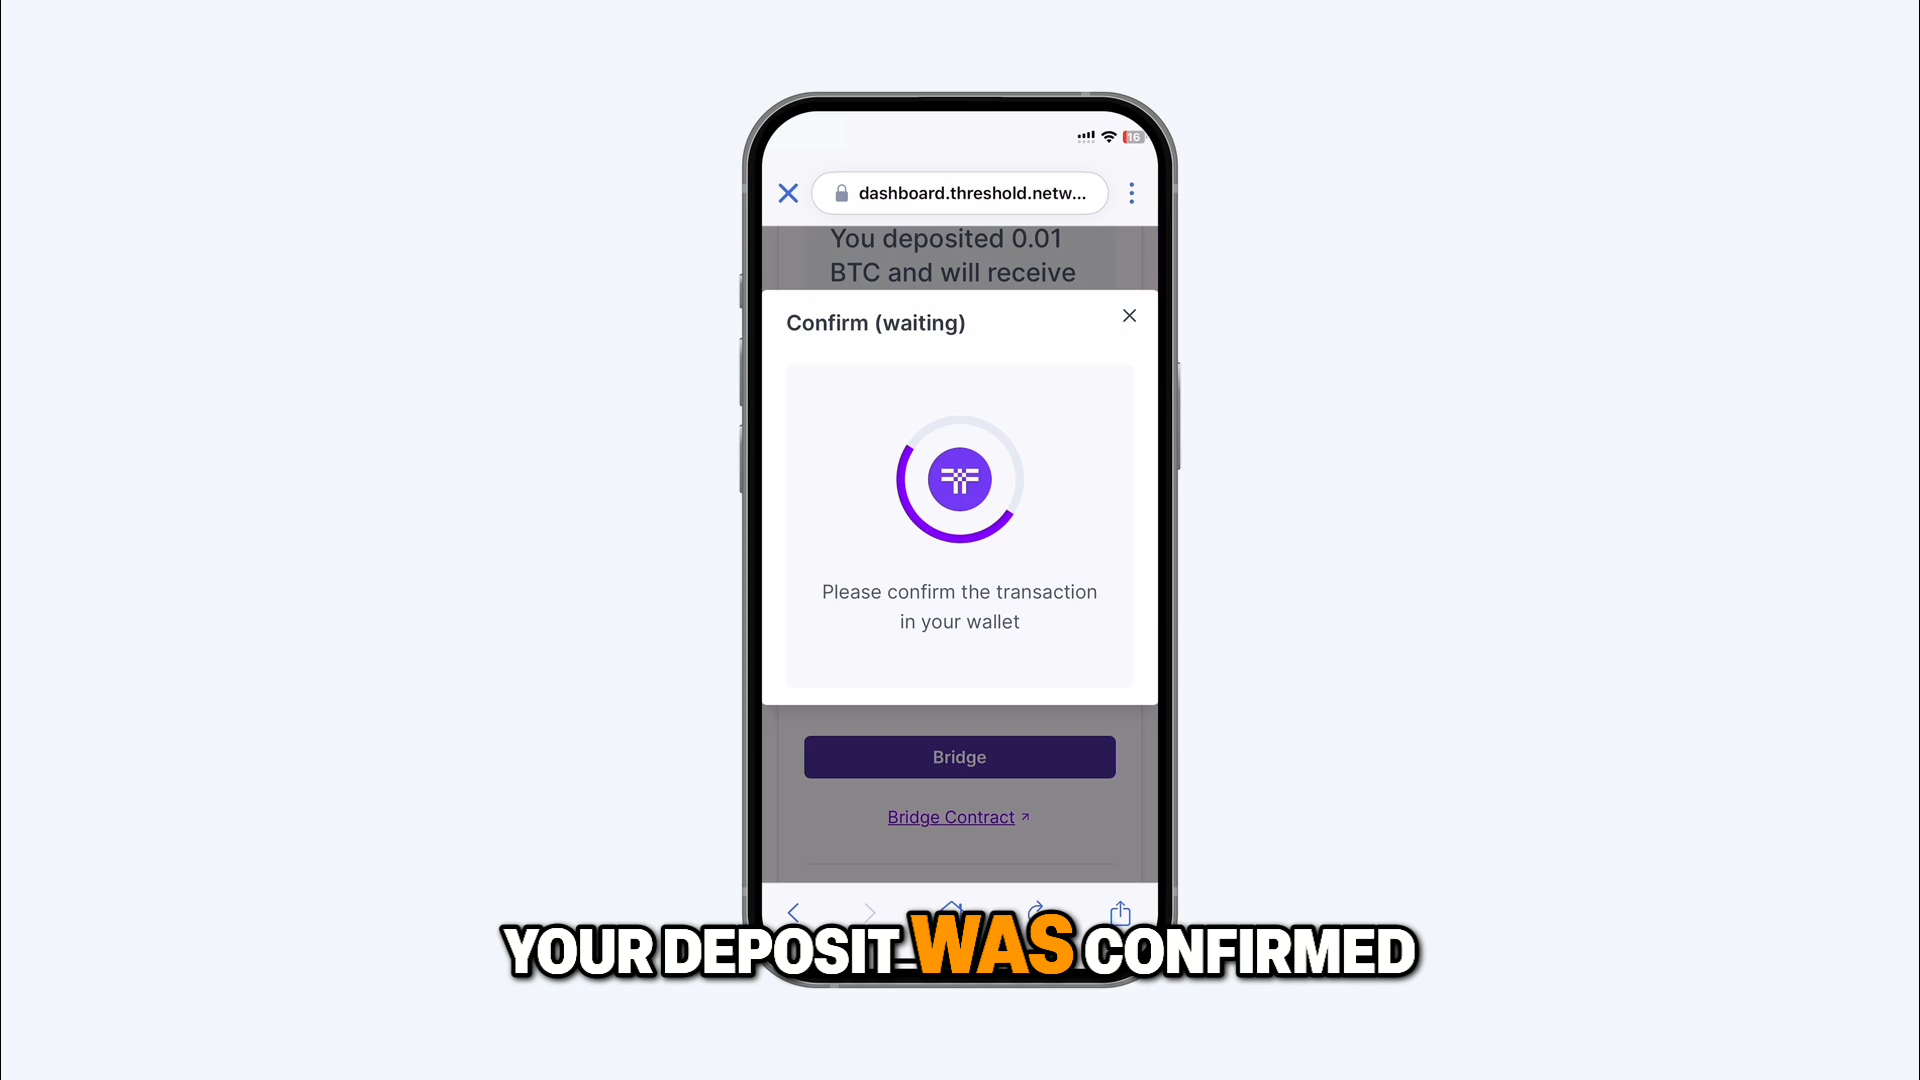 16
dashboard.threshold.netw...
You deposited 0.01
BTC and will receive
Confirm (waiting)
Please confirm the transaction
in your wallet
Bridge
Bridge Contract ↗
YOUR DEPOSIT WAS CONFIRMED